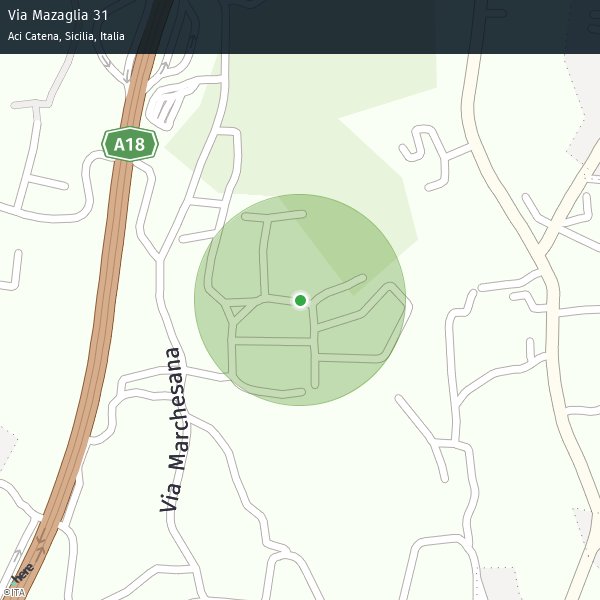 Via Mazaglia 31
Aci Catena, Sicilia, Italia
A18
Via Marchesana
here
©ITA